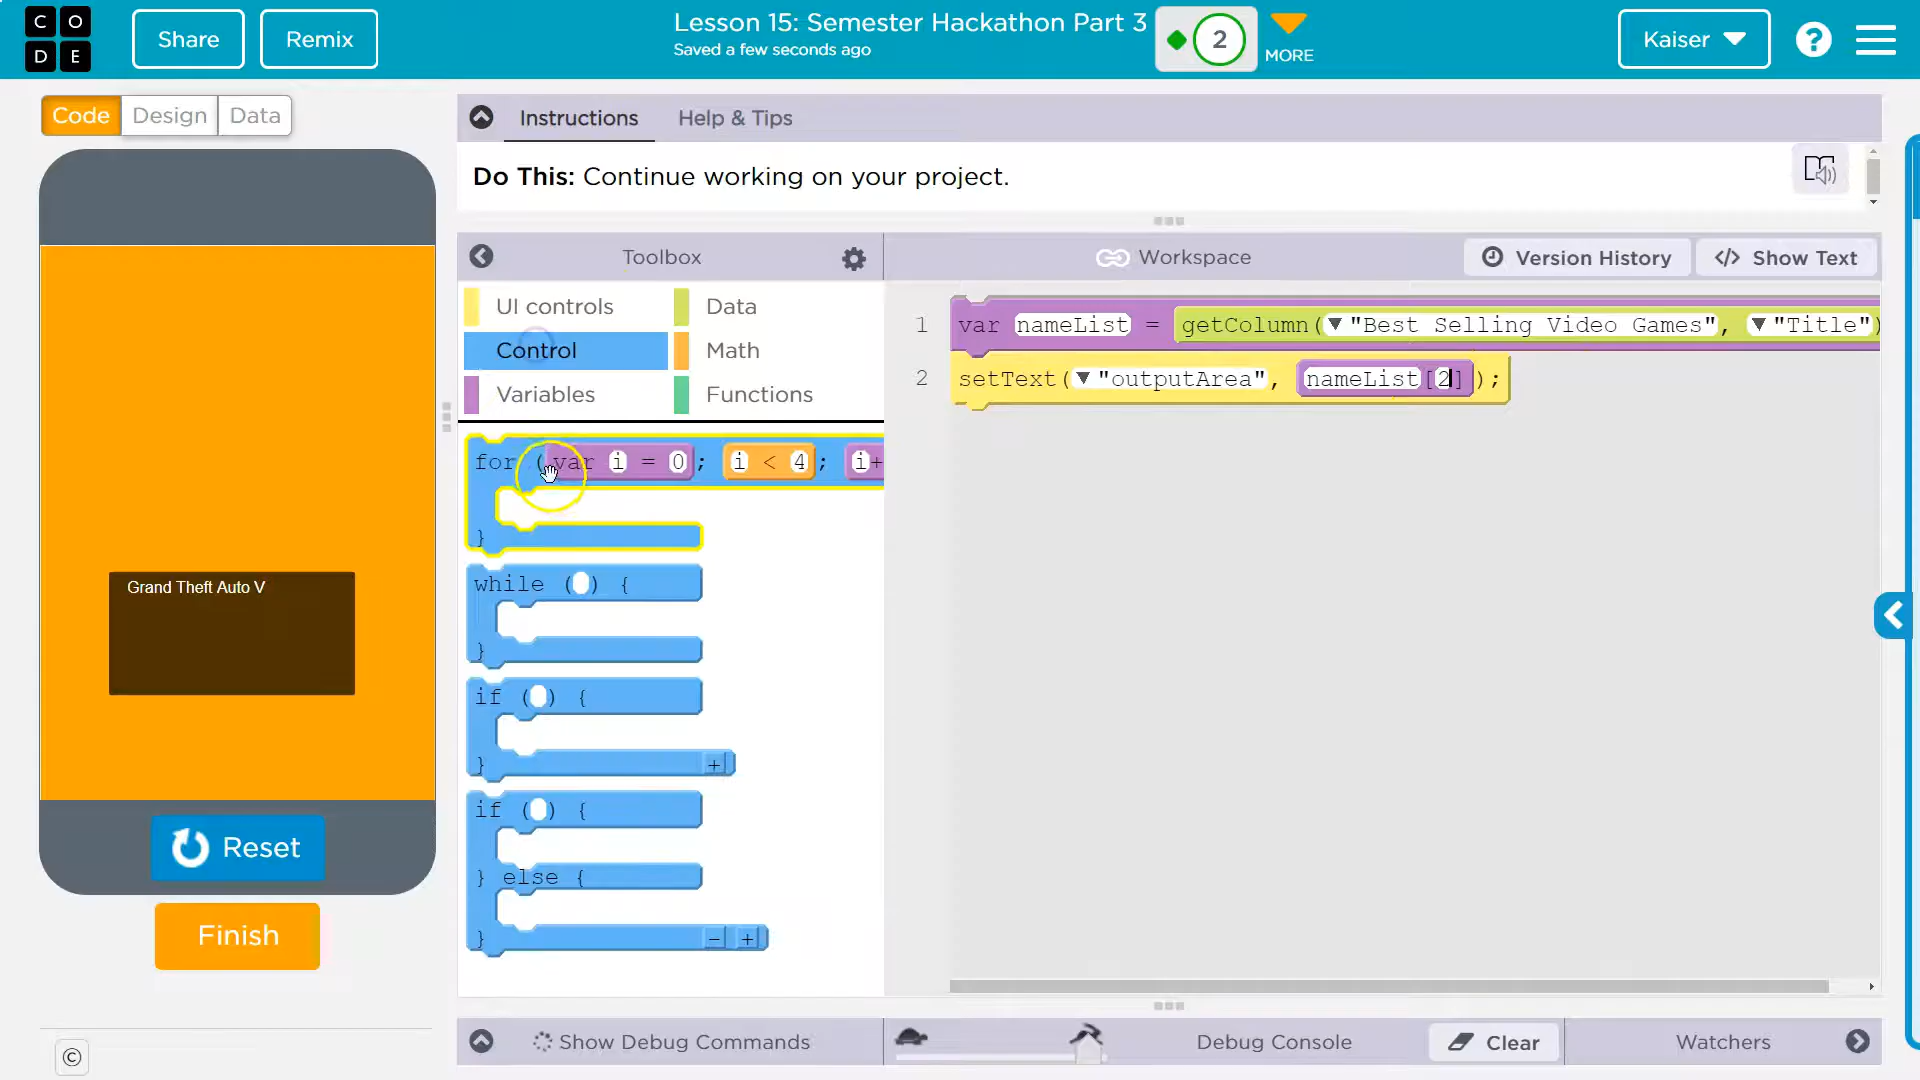 CO
DE
Share
Remix
Lesson 15: Semester Hackathon Part 3
Saved a few seconds ago
2
MORE
Kaiser
?
Code
Design
Data
Instructions
Help & Tips
Do This: Continue working on your project.
Toolbox
Workspace
Version History
</> Show Text
UI controls
Data
Control
Math
Variables
Functions
1 var nameList = getColumn(▼"Best Selling Video Games", ▼"Title")
2 setText(▼"outputArea", nameList[2]);
for (var i = 0; i < 4; i+
}
while () {
}
if () {
} +
if () {
} else {
} - +
Grand Theft Auto V
Reset
Finish
©
Show Debug Commands
Debug Console
Clear
Watchers